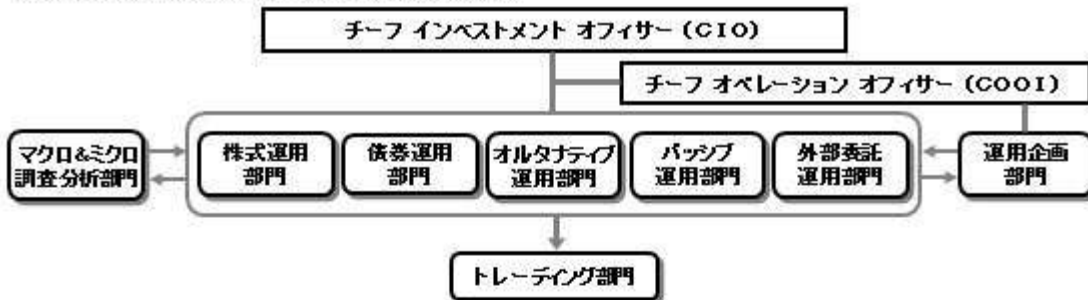 チーフ インベストメント オフィサー (CIO)
チーフ オペレーション オフィサー (COOI)
マクロ&ミクロ
調査分析部門
株式運用
部門
債券運用
部門
オルタナティブ
運用部門
パッシブ
運用部門
外部委託
運用部門
運用企画
部門
トレーディング部門